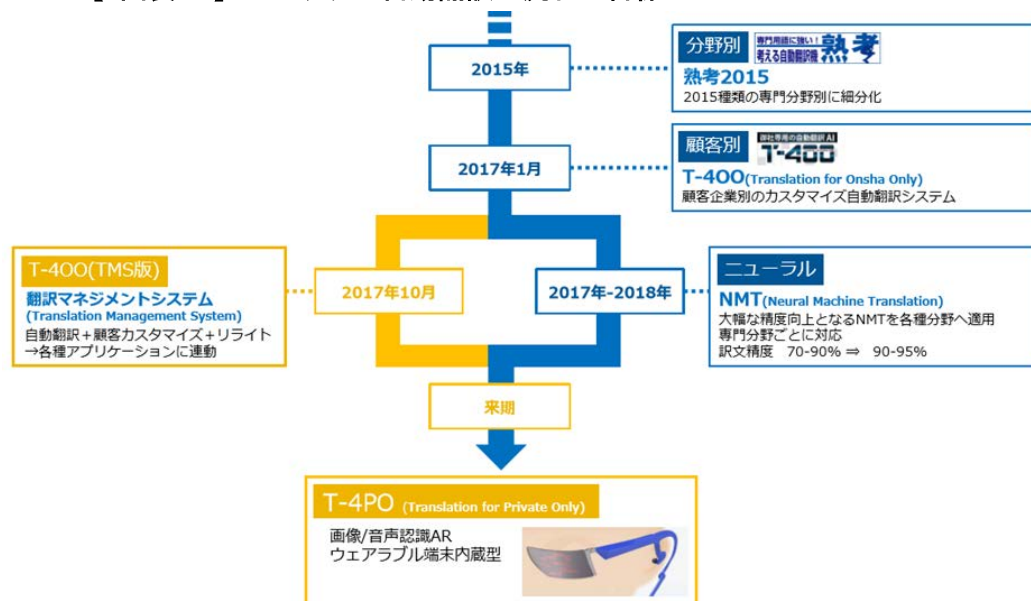 2015年
分野別
専門用語に強い！
考える自動翻訳機
熟考
熟考2015
2015種類の専門分野別に細分化
2017年1月
顧客別
御社専用の自動翻訳AI
T-4OO
T-4OO(Translation for Onsha Only)
顧客企業別のカスタマイズ自動翻訳システム
T-4OO(TMS版)
翻訳マネジメントシステム
(Translation Management System)
自動翻訳＋顧客カスタマイズ＋リライト
→各種アプリケーションに連動
2017年10月
2017年-2018年
ニューラル
NMT(Neural Machine Translation)
大幅な精度向上となるNMTを各種分野へ適用
専門分野ごとに対応
訳文精度　70-90% ⇒　90-95%
来期
T-4PO (Translation for Private Only)
画像/音声認識AR
ウェアラブル端末内蔵型